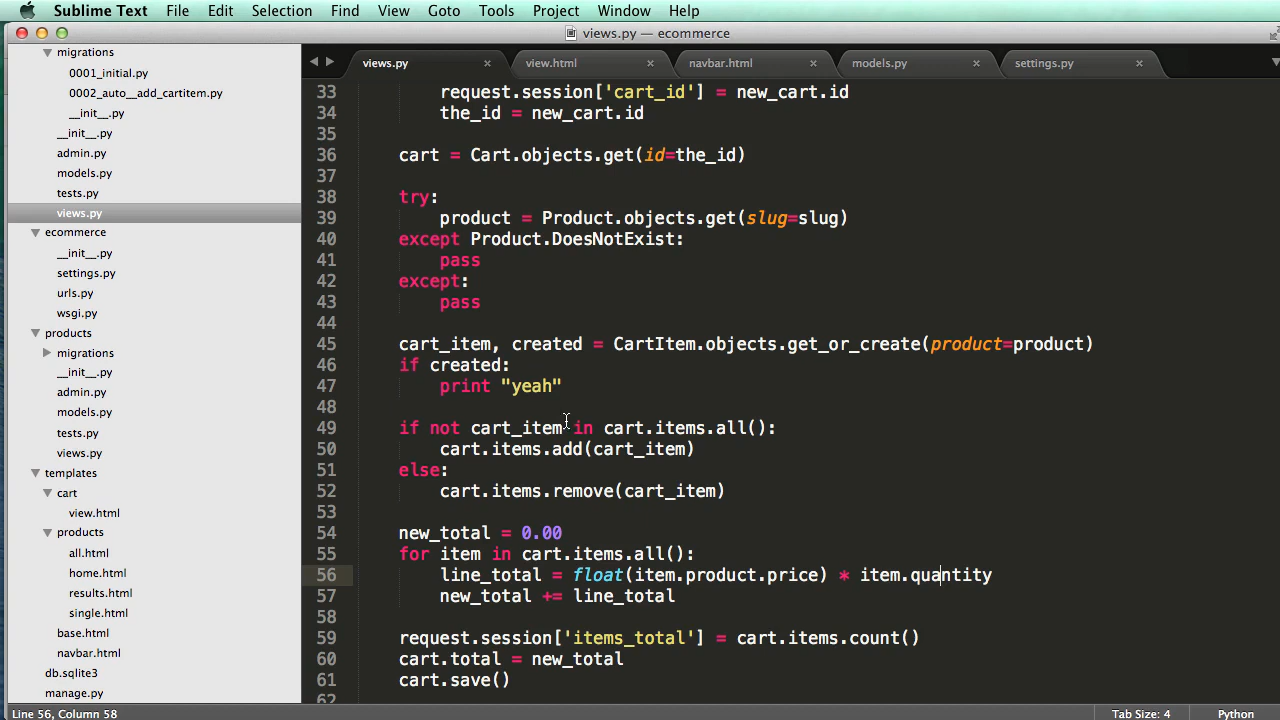 Sublime Text File Edit Selection Find View Goto Tools Project Window Help
views.py — ecommerce
migrations
0001_initial.py
0002_auto__add_cartitem.py
__init__.py
__init__.py
admin.py
models.py
tests.py
views.py
ecommerce
__init__.py
settings.py
urls.py
wsgi.py
products
migrations
__init__.py
admin.py
models.py
tests.py
views.py
templates
cart
view.html
products
all.html
home.html
results.html
single.html
base.html
navbar.html
db.sqlite3
manage.py
views.py view.html navbar.html models.py settings.py
33 request.session['cart_id'] = new_cart.id
34 the_id = new_cart.id
35
36 cart = Cart.objects.get(id=the_id)
37
38 try:
39 product = Product.objects.get(slug=slug)
40 except Product.DoesNotExist:
41 pass
42 except:
43 pass
44
45 cart_item, created = CartItem.objects.get_or_create(product=product)
46 if created:
47 print "yeah"
48
49 if not cart_item in cart.items.all():
50 cart.items.add(cart_item)
51 else:
52 cart.items.remove(cart_item)
53
54 new_total = 0.00
55 for item in cart.items.all():
56 line_total = float(item.product.price) * item.quantity
57 new_total += line_total
58
59 request.session['items_total'] = cart.items.count()
60 cart.total = new_total
61 cart.save()
62
Line 56, Column 58 Tab Size: 4 Python